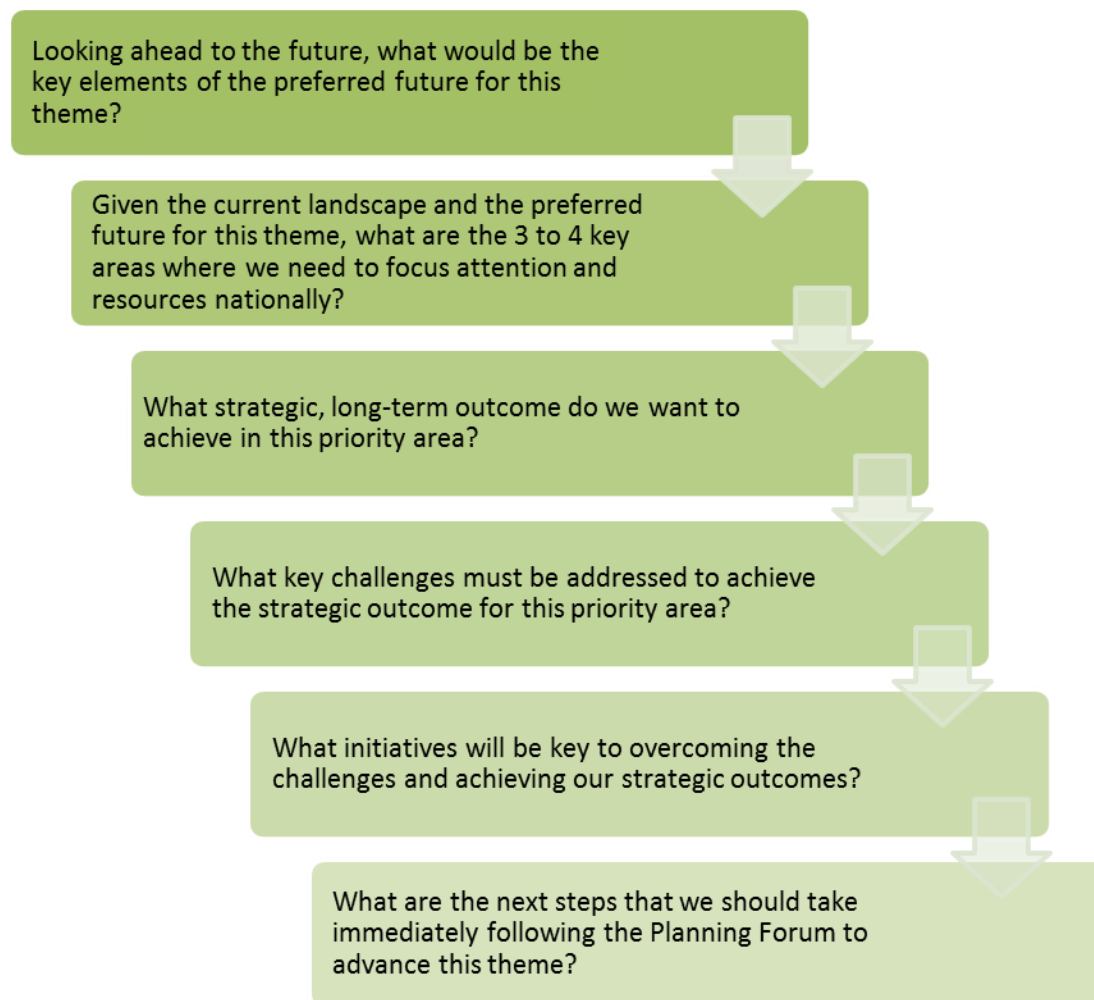 Looking ahead to the future, what would be the
key elements of the preferred future for this
theme?
Given the current landscape and the preferred
future for this theme, what are the 3 to 4 key
areas where we need to focus attention and
resources nationally?
What strategic, long-term outcome do we want to
achieve in this priority area?
What key challenges must be addressed to achieve
the strategic outcome for this priority area?
What initiatives will be key to overcoming the
challenges and achieving our strategic outcomes?
What are the next steps that we should take
immediately following the Planning Forum to
advance this theme?